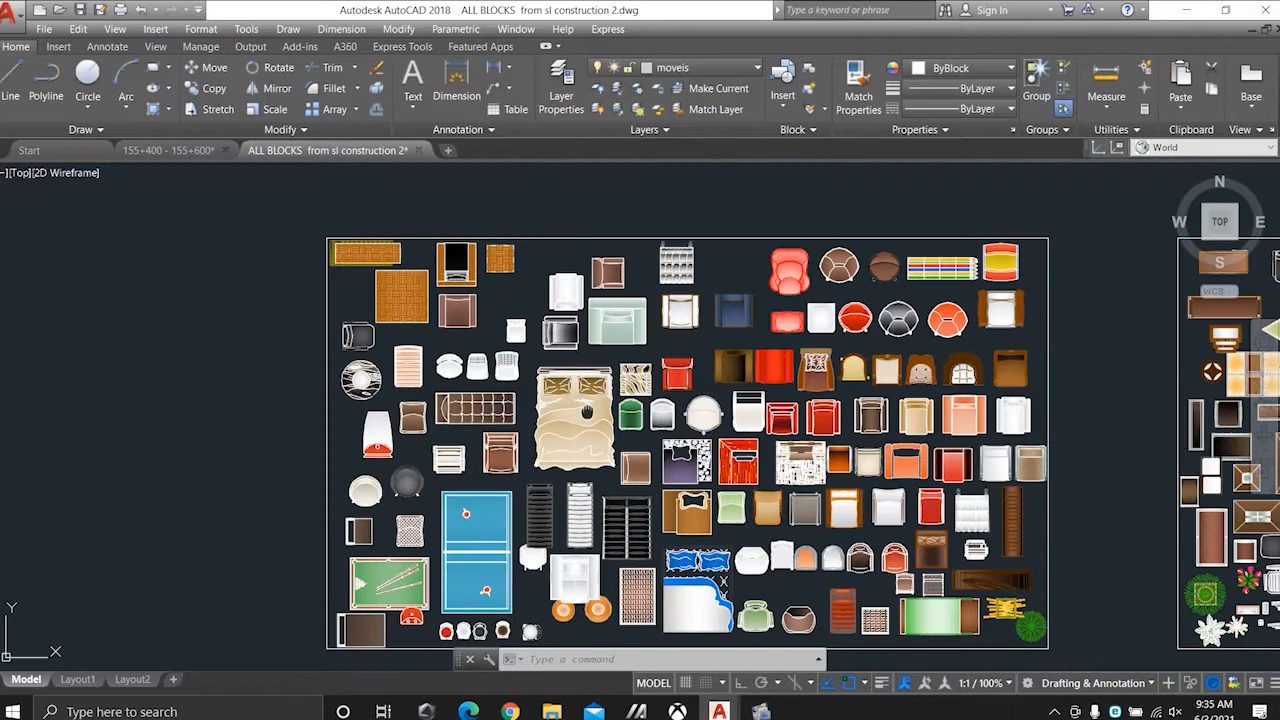 Autodesk AutoCAD 2018 ALL BLOCKS from sl construction 2.dwg
Type a keyword or phrase
Sign In
File Edit View Insert Format Tools Draw Dimension Modify Parametric Window Help Express
Home Insert Annotate View Manage Output Add-ins A360 Express Tools Featured Apps
Move Rotate Trim
moveis
ByBlock
Copy Mirror Fillet
Make Current
ByLayer
Line Polyline Circle Arc
Stretch Scale Array
Text Dimension
Table
Layer Properties
Match Layer
Insert
Match Properties
ByLayer
Group
Measure
Paste
Base
Draw Modify Annotation Layers Block Properties Groups Utilities Clipboard View
Start
155+400 - 155+600*
ALL BLOCKS from sl construction 2*
World
][Top][2D Wireframe]
N
W TOP E
S
WCS
Y
X
Type a command
Model Layout1 Layout2
MODEL
1:1 / 100%
Drafting & Annotation
Type here to search
9:35 AM